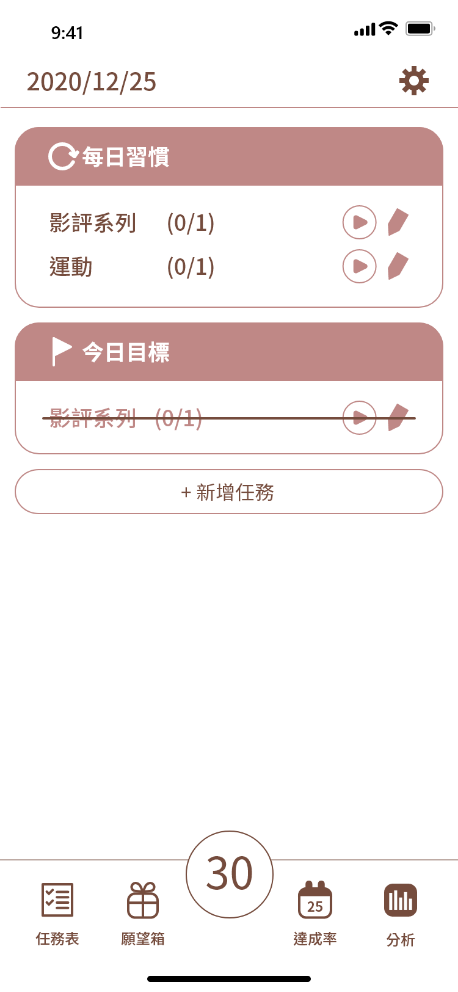 9:41
2020/12/25
每日習慣
影評系列 (0/1)
運動 (0/1)
今日目標
影評系列 (0/1)
+ 新增任務
30
25
任務表 願望箱 達成率 分析